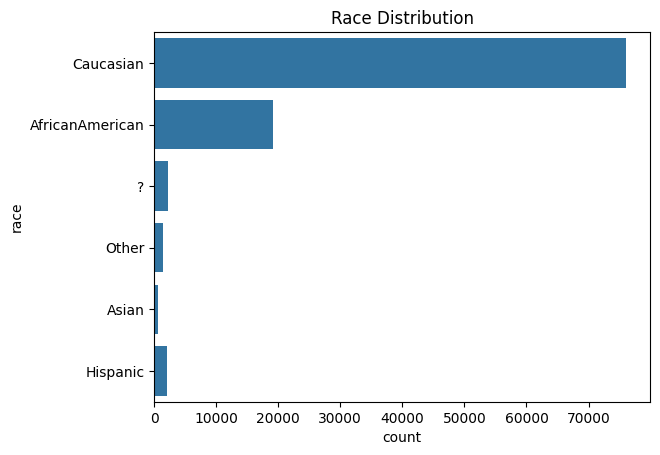 Race Distribution
Caucasian
AfricanAmerican
?
Other
Asian
Hispanic
race
0 10000 20000 30000 40000 50000 60000 70000
count